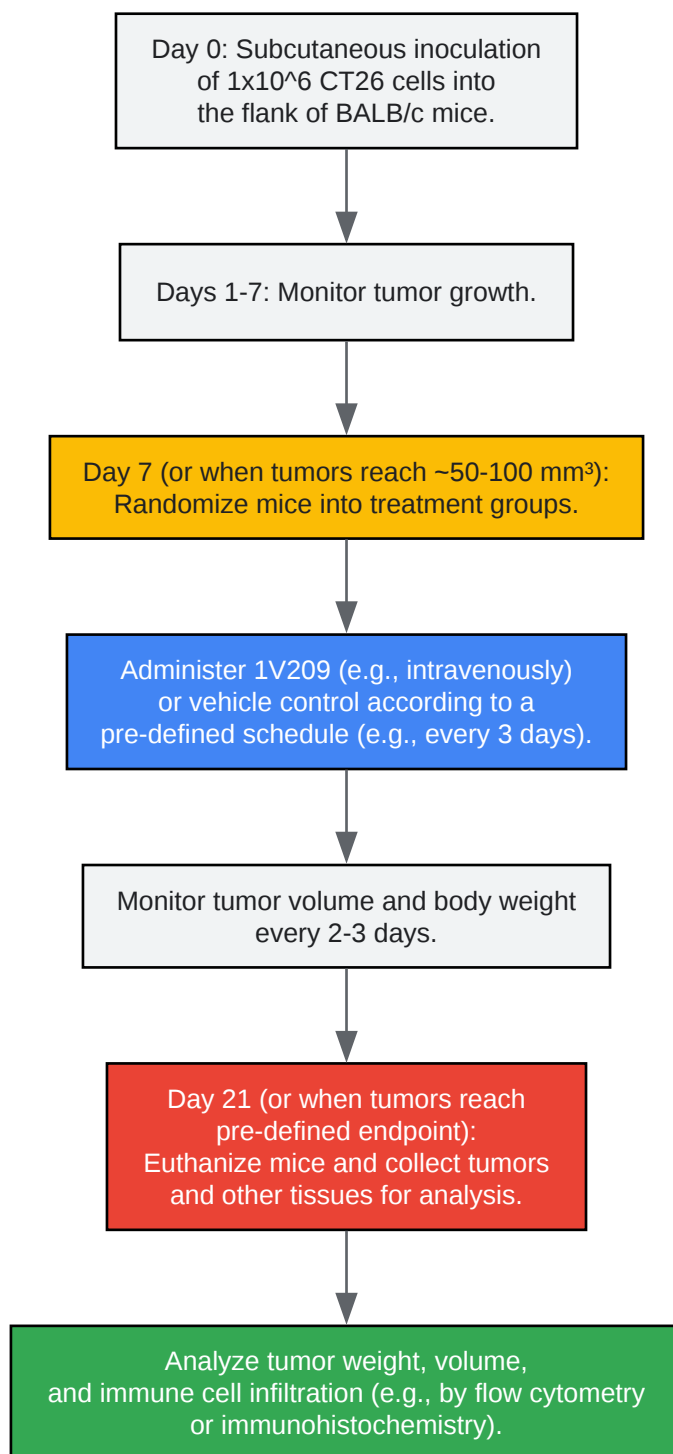 Day 0: Subcutaneous inoculation
of 1x10^6 CT26 cells into
the flank of BALB/c mice.
Days 1-7: Monitor tumor growth.
Day 7 (or when tumors reach ~50-100 mm³):
Randomize mice into treatment groups.
Administer 1V209 (e.g., intravenously)
or vehicle control according to a
pre-defined schedule (e.g., every 3 days).
Monitor tumor volume and body weight
every 2-3 days.
Day 21 (or when tumors reach
pre-defined endpoint):
Euthanize mice and collect tumors
and other tissues for analysis.
Analyze tumor weight, volume,
and immune cell infiltration (e.g., by flow cytometry
or immunohistochemistry).